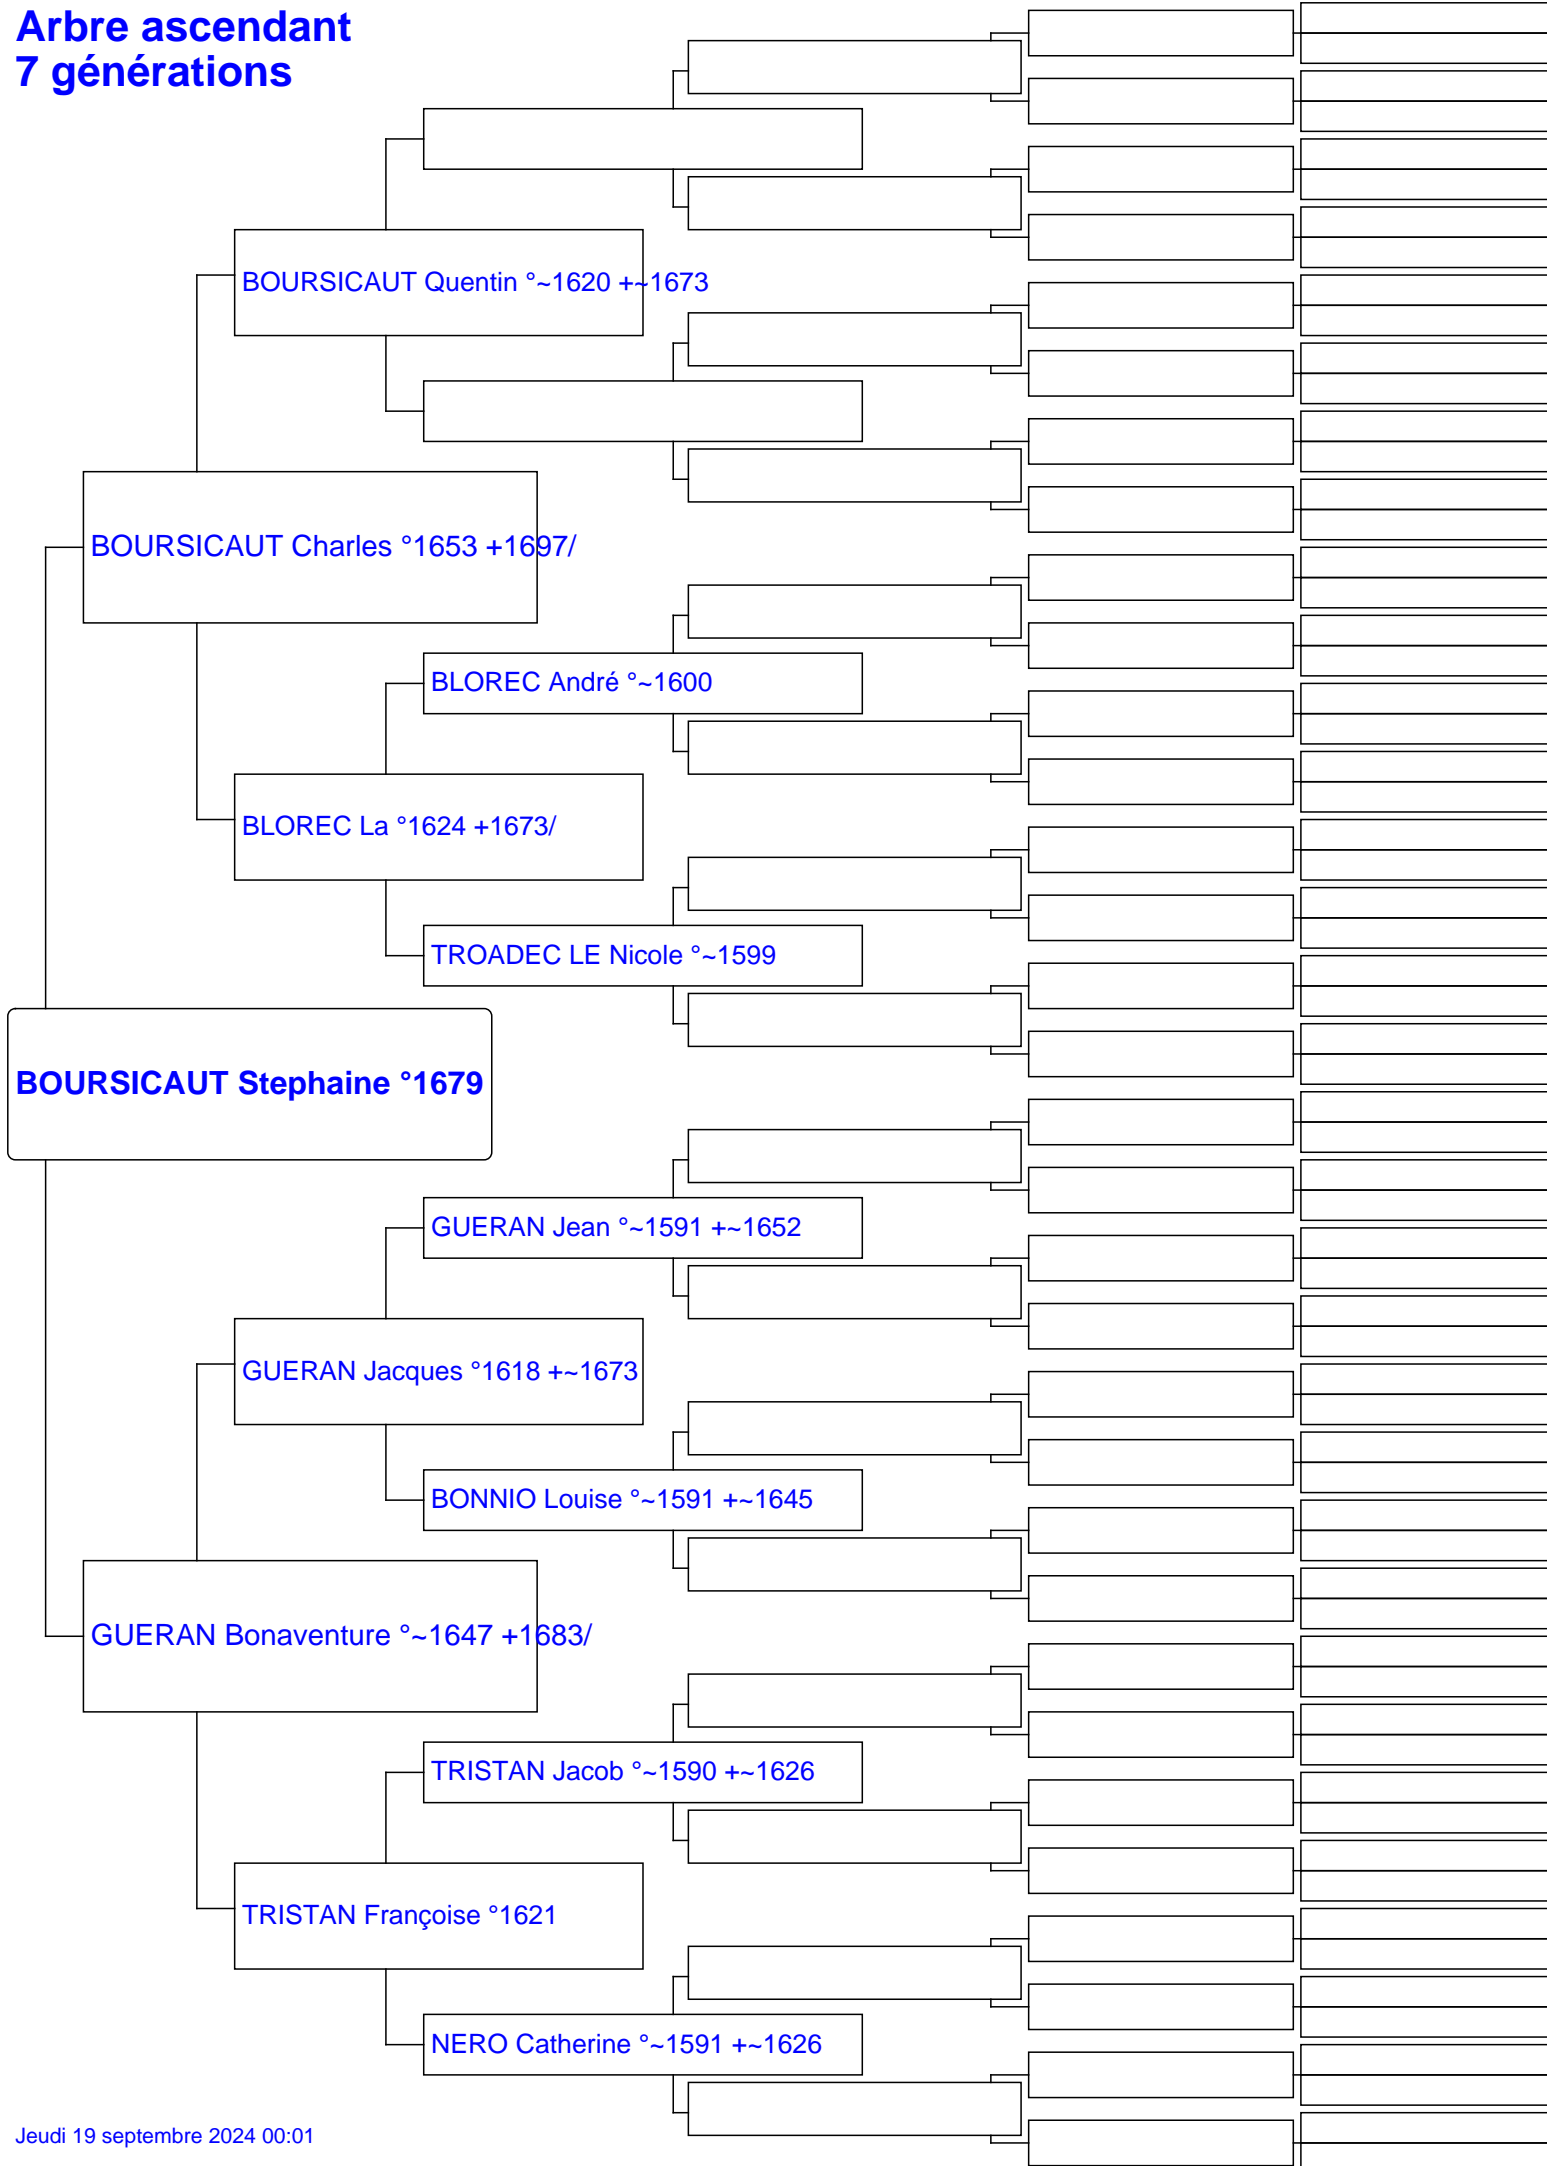 Arbre ascendant
7 générations
BOURSICAUT Quentin °~1620 +~1673
BOURSICAUT Charles °1653 +1697/
BLOREC André °~1600
BLOREC La °1624 +1673/
TROADEC LE Nicole °~1599
BOURSICAUT Stephaine °1679
GUERAN Jean °~1591 +~1652
GUERAN Jacques °1618 +~1673
BONNIO Louise °~1591 +~1645
GUERAN Bonaventure °~1647 +1683/
TRISTAN Jacob °~1590 +~1626
TRISTAN Françoise °1621
NERO Catherine °~1591 +~1626
Jeudi 19 septembre 2024 00:01